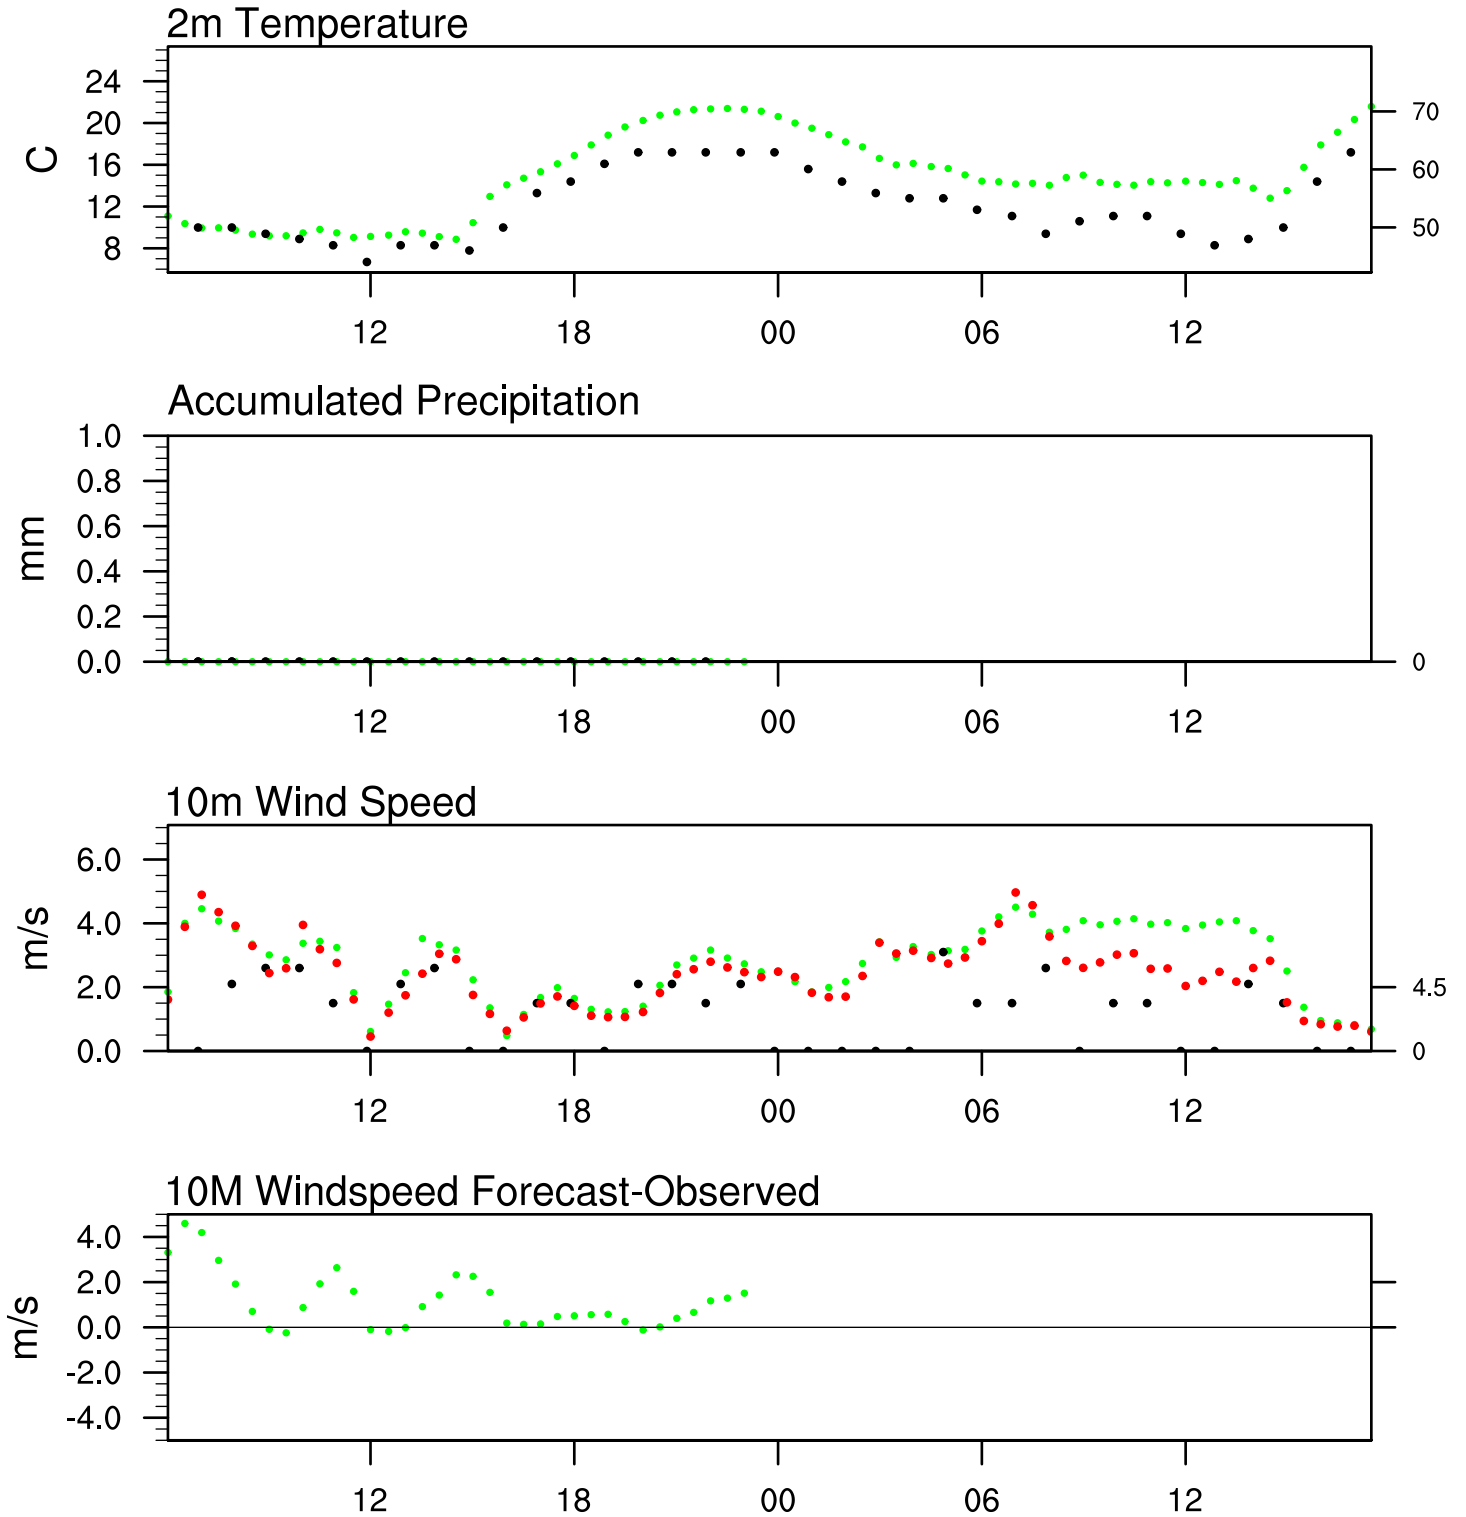 2m Temperature
24
20
16
12
8
C
70
60
50
12 18 00 06 12
Accumulated Precipitation
1.0
0.8
0.6
0.4
0.2
0.0
mm
0
12 18 00 06 12
10m Wind Speed
6.0
4.0
2.0
0.0
m/s
4.5
0
12 18 00 06 12
10M Windspeed Forecast-Observed
4.0
2.0
0.0
-2.0
-4.0
m/s
12 18 00 06 12